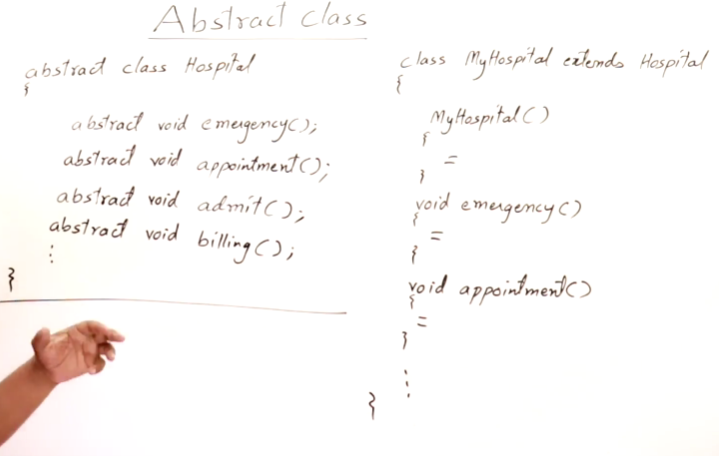 Abstract class
abstract class Hospital
{
abstract void emergency();
abstract void appointment();
abstract void admit();
abstract void billing();
⋮
}
class MyHospital extends Hospital
{
MyHospital()
{
=
}
void emergency()
{
=
}
void appointment()
{
=
}
⋮
}